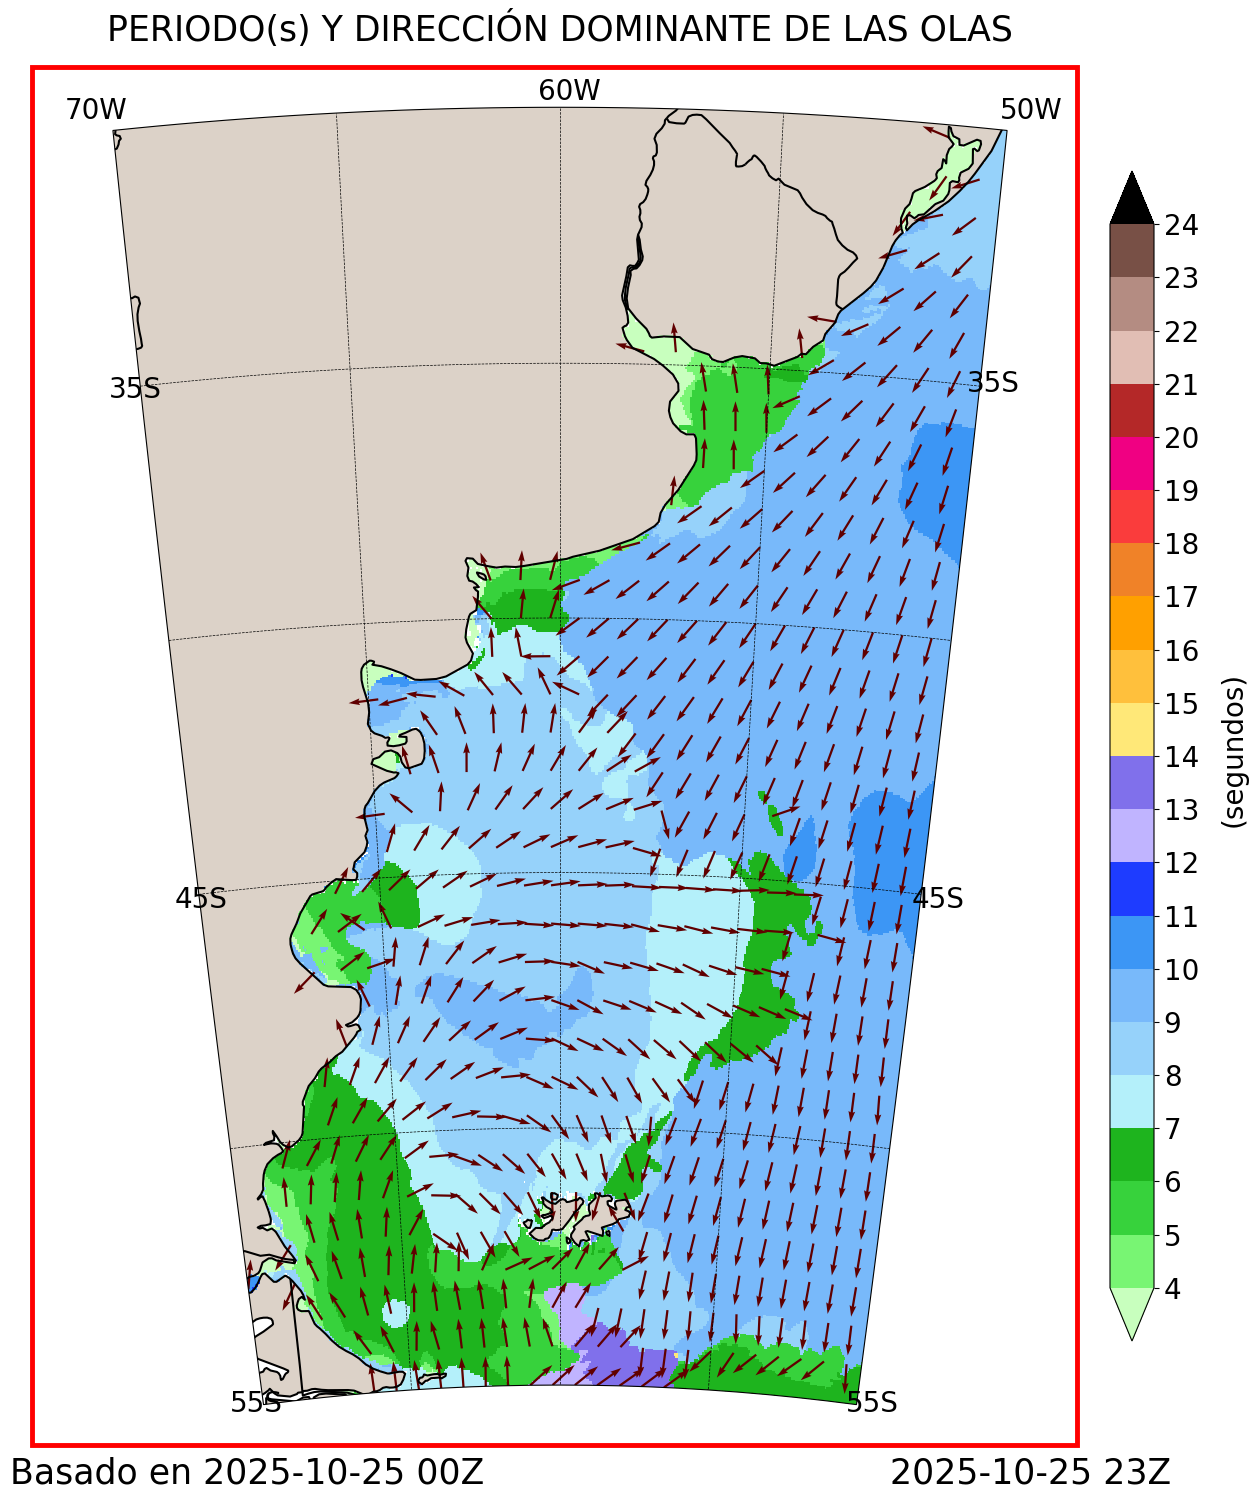 PERIODO(s) Y DIRECCIÓN DOMINANTE DE LAS OLAS
70W
60W
50W
35S
35S
45S
45S
55S
55S
24
23
22
21
20
19
18
17
16
15
14
13
12
11
10
9
8
7
6
5
4
(segundos)
Basado en 2025-10-25 00Z
2025-10-25 23Z